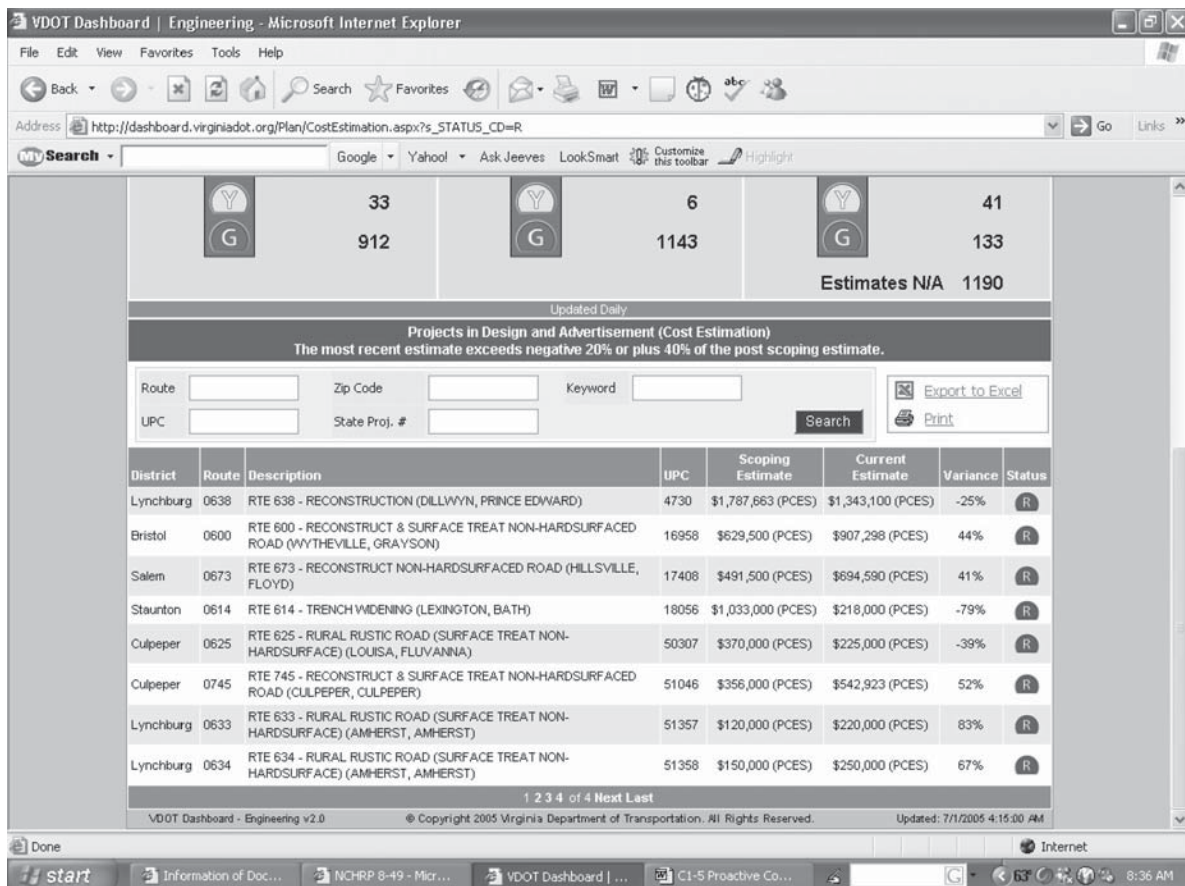 VDOT Dashboard | Engineering - Microsoft Internet Explorer
File Edit View Favorites Tools Help
Back Search Favorites
Address http://dashboard.virginiadot.org/Plan/CostEstimation.aspx?s_STATUS_CD=R Go Links »
My Search Google Yahoo Ask Jeeves LookSmart Customize this toolbar Highlight
Y 33 Y 6 Y 41
G 912 G 1143 G 133
Estimates N/A 1190
Updated Daily
Projects in Design and Advertisement (Cost Estimation)
The most recent estimate exceeds negative 20% or plus 40% of the post scoping estimate.
Route Zip Code Keyword Export to Excel
UPC State Proj. # Search Print
District Route Description UPC Scoping Estimate Current Estimate Variance Status
Lynchburg 0638 RTE 638 - RECONSTRUCTION (DILLWYN, PRINCE EDWARD) 4730 $1,787,663 (PCES) $1,343,100 (PCES) -25% R
Bristol 0600 RTE 600 - RECONSTRUCT & SURFACE TREAT NON-HARDSURFACED ROAD (WYTHEVILLE, GRAYSON) 16958 $629,500 (PCES) $907,298 (PCES) 44% R
Salem 0673 RTE 673 - RECONSTRUCT NON-HARDSURFACED ROAD (HILLSVILLE, FLOYD) 17408 $491,500 (PCES) $694,590 (PCES) 41% R
Staunton 0614 RTE 614 - TRENCH WIDENING (LEXINGTON, BATH) 18056 $1,033,000 (PCES) $218,000 (PCES) -79% R
Culpeper 0625 RTE 625 - RURAL RUSTIC ROAD (SURFACE TREAT NON-HARDSURFACE) (LOUISA, FLUVANNA) 50307 $370,000 (PCES) $225,000 (PCES) -39% R
Culpeper 0745 RTE 745 - RECONSTRUCT & SURFACE TREAT NON-HARDSURFACED ROAD (CULPEPER, CULPEPER) 51046 $356,000 (PCES) $542,923 (PCES) 52% R
Lynchburg 0633 RTE 633 - RURAL RUSTIC ROAD (SURFACE TREAT NON-HARDSURFACE) (AMHERST, AMHERST) 51357 $120,000 (PCES) $220,000 (PCES) 83% R
Lynchburg 0634 RTE 634 - RURAL RUSTIC ROAD (SURFACE TREAT NON-HARDSURFACE) (AMHERST, AMHERST) 51358 $150,000 (PCES) $250,000 (PCES) 67% R
1 2 3 4 of 4 Next Last
VDOT Dashboard - Engineering v2.0 © Copyright 2005 Virginia Department of Transportation. All Rights Reserved. Updated: 7/1/2005 4:15:00 AM
Done Internet
start Information of Doc... NCHRP 8-49 - Micr... VDOT Dashboard | ... C1-5 Proactive Co... G 63° 8:36 AM